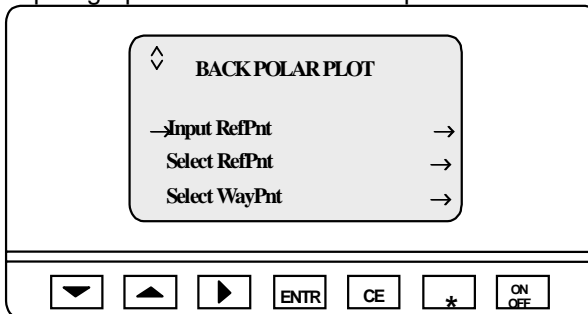 BACK POLAR PLOT
→Input RefPnt →
Select RefPnt →
Select WayPnt →
ENTR CE * ON OFF